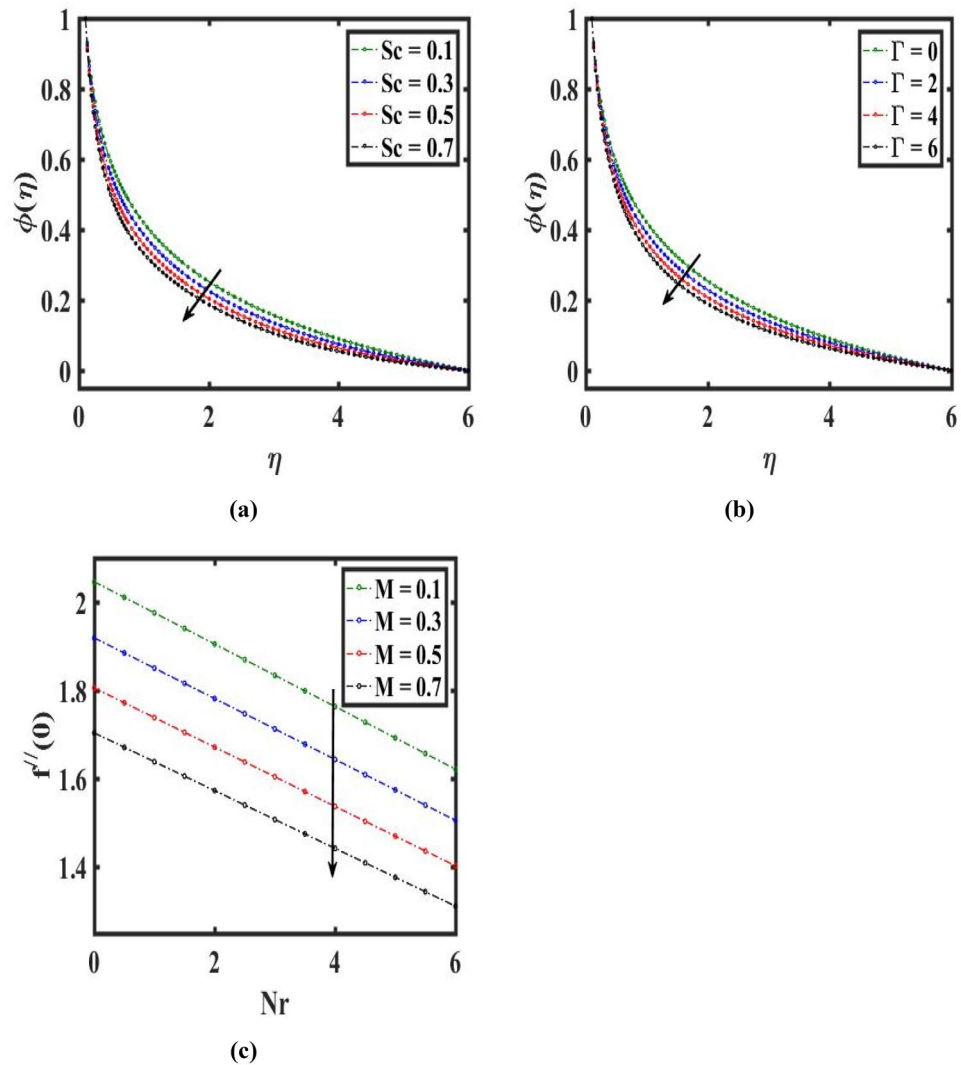 1
0.8
0.6
0.4
0.2
0
ϕ(η)
Sc = 0.1
Sc = 0.3
Sc = 0.5
Sc = 0.7
0 2 4 6
η
(a)
1
0.8
0.6
0.4
0.2
0
ϕ(η)
Γ = 0
Γ = 2
Γ = 4
Γ = 6
0 2 4 6
η
(b)
2
1.8
1.6
1.4
f//(0)
M = 0.1
M = 0.3
M = 0.5
M = 0.7
0 2 4 6
Nr
(c)